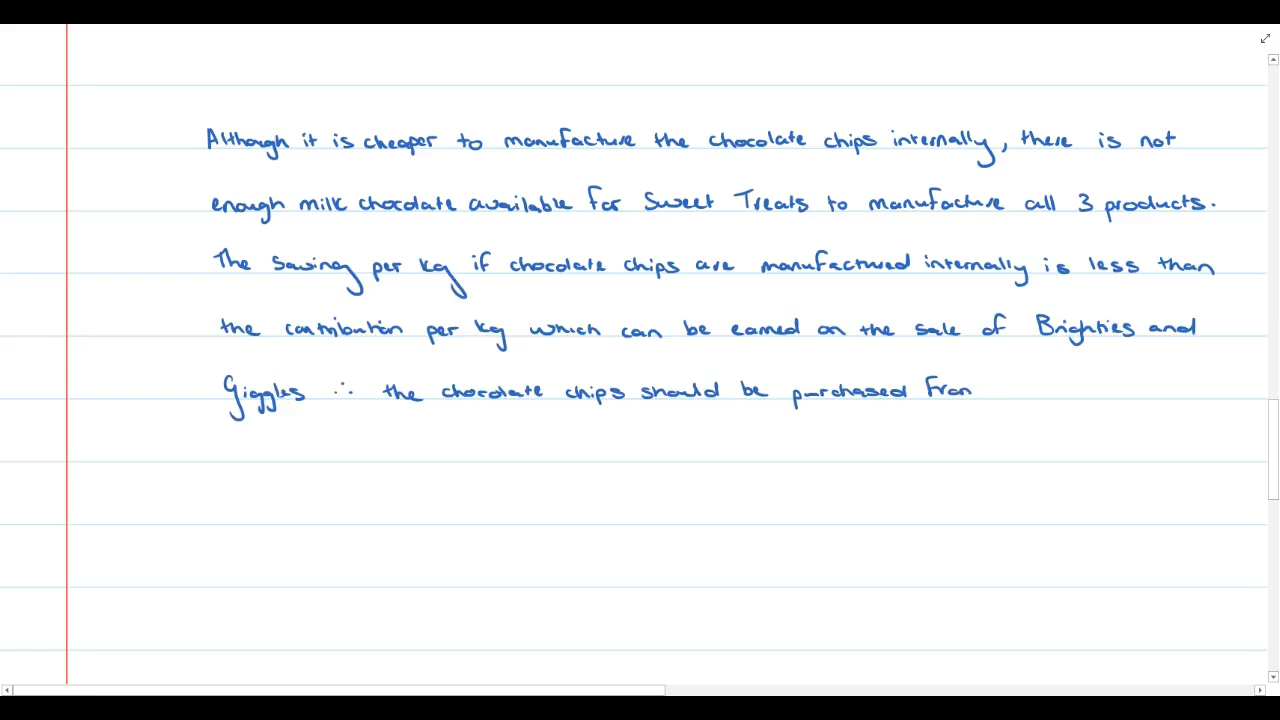 Although it is cheaper to manufacture the chocolate chips internally, there is not
enough milk chocolate available for Sweet Treats to manufacture all 3 products.
The saving per kg if chocolate chips are manufactured internally is less than
the contribution per kg which can be earned on the sale of Brighties and
Giggles ∴ the chocolate chips should be purchased from